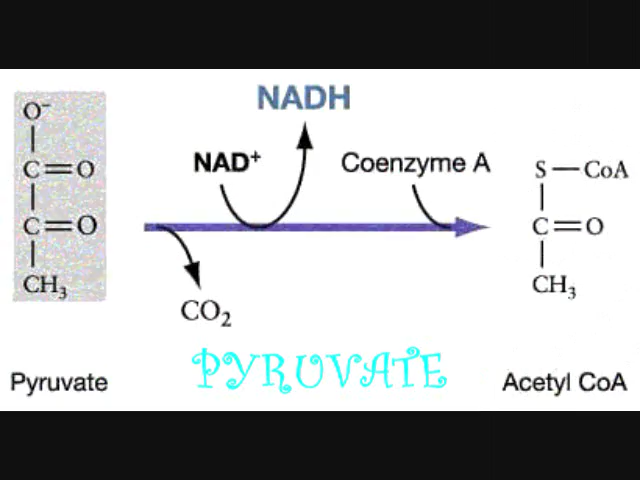 NADH
O⁻
C=O
NAD⁺
Coenzyme A
S—CoA
C=O
C=O
CH₃
CH₃
CO₂
PYRUVATE
Pyruvate
Acetyl CoA